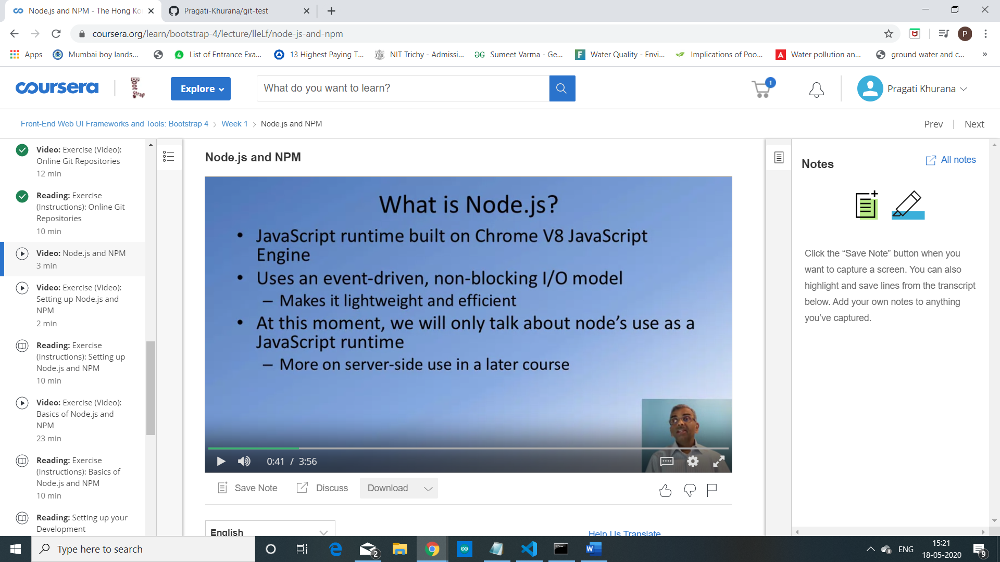 Node.js and NPM - The Hong Ko
Pragati-Khurana/git-test
coursera.org/learn/bootstrap-4/lecture/lleLf/node-js-and-npm
P
Apps
Mumbai boy lands...
4
List of Entrance Exa...
13 Highest Paying T...
NIT Trichy - Admissi...
Sumeet Varma - Ge...
F
Water Quality - Envi...
Implications of Poo...
A
Water pollution an...
ground water and c...
»
coursera
Boot
strap
Explore
What do you want to learn?
1
Pragati Khurana
Front-End Web UI Frameworks and Tools: Bootstrap 4
Week 1
Node.js and NPM
Prev
Next
Video: Exercise (Video):
Online Git Repositories
12 min
Reading: Exercise
(Instructions): Online Git
Repositories
10 min
Video: Node.js and NPM
3 min
Video: Exercise (Video):
Setting up Node.js and
NPM
2 min
Reading: Exercise
(Instructions): Setting up
Node.js and NPM
10 min
Video: Exercise (Video):
Basics of Node.js and
NPM
23 min
Reading: Exercise
(Instructions): Basics of
Node.js and NPM
10 min
Reading: Setting up your
Development
Node.js and NPM
What is Node.js?
• JavaScript runtime built on Chrome V8 JavaScript
Engine
• Uses an event-driven, non-blocking I/O model
– Makes it lightweight and efficient
• At this moment, we will only talk about node’s use as a
JavaScript runtime
– More on server-side use in a later course
0:41 / 3:56
Save Note
Discuss
Download
English
Help Us Translate
Notes
All notes
Click the “Save Note” button when you
want to capture a screen. You can also
highlight and save lines from the transcript
below. Add your own notes to anything
you’ve captured.
Type here to search
2
ENG
15:21
18-05-2020
9